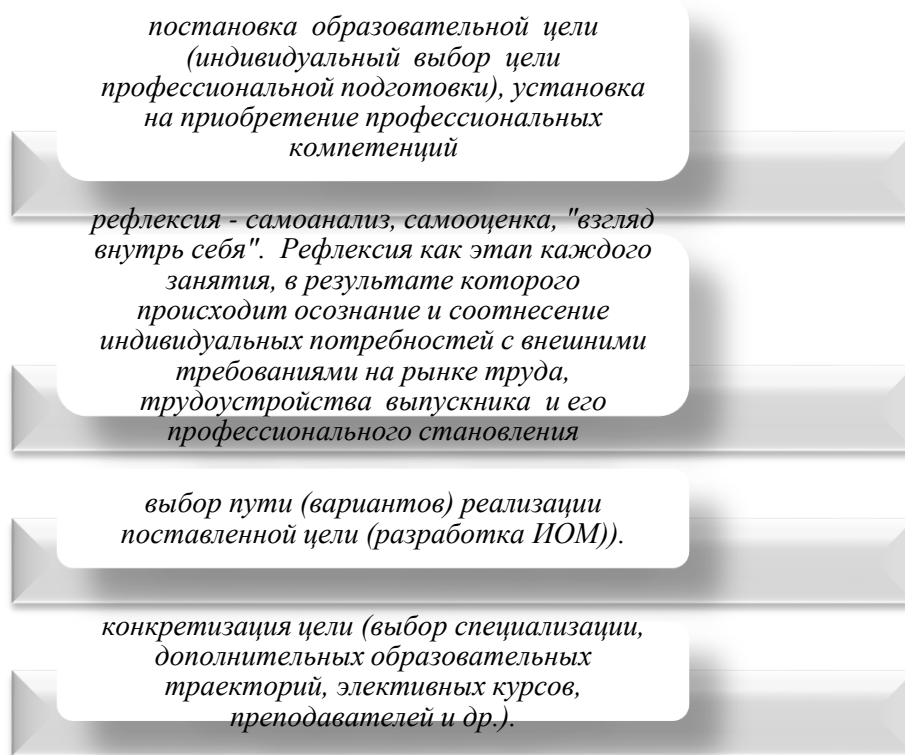 постановка образовательной цели
(индивидуальный выбор цели
профессиональной подготовки), установка
на приобретение профессиональных
компетенций
рефлексия - самоанализ, самооценка, "взгляд
внутрь себя". Рефлексия как этап каждого
занятия, в результате которого
происходит осознание и соотнесение
индивидуальных потребностей с внешними
требованиями на рынке труда,
трудоустройства выпускника и его
профессионального становления
выбор пути (вариантов) реализации
поставленной цели (разработка ИОМ)).
конкретизация цели (выбор специализации,
дополнительных образовательных
траекторий, элективных курсов,
преподавателей и др.).